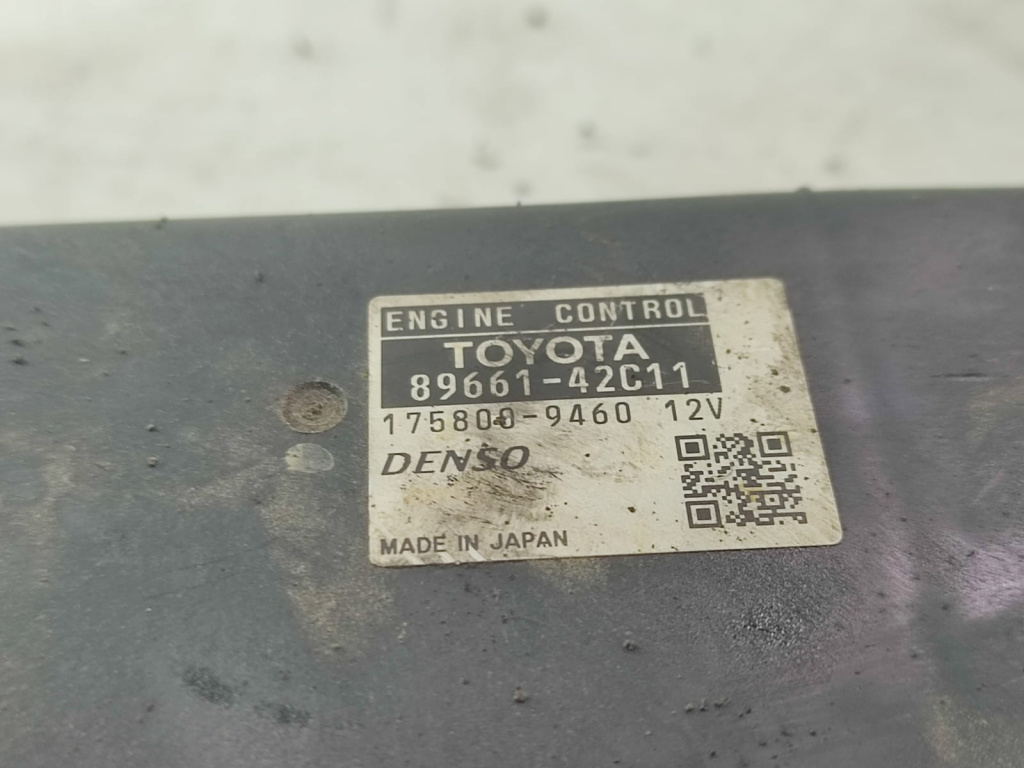 ENGINE CONTROL
TOYOTA
89661-42C11
175800-9460 12V
DENSO
MADE IN JAPAN